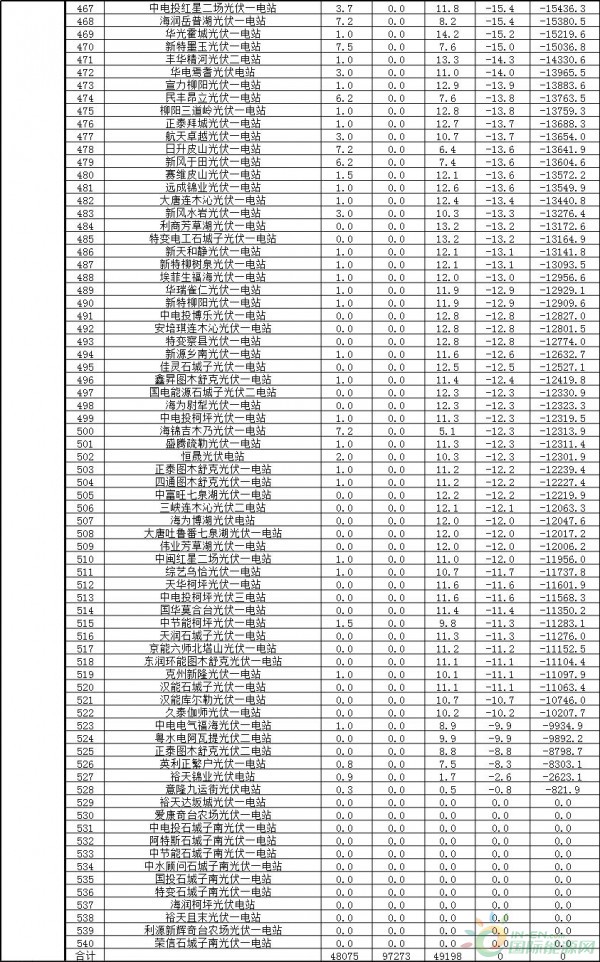 467 中电投红星二场光伏一电站 3.7 0.0 11.8 -15.4 -15436.3
468 海润岳普湖光伏一电站 7.2 0.0 8.2 -15.4 -15380.5
469 华光霍城光伏一电站 1.0 0.0 14.2 -15.2 -15219.6
470 新特墨玉光伏一电站 7.5 0.0 7.6 -15.0 -15036.8
471 丰华精河光伏二电站 1.0 0.0 13.3 -14.3 -14330.6
472 华电焉耆光伏电站 3.0 0.0 11.0 -14.0 -13965.5
473 宣力柳阳光伏一电站 1.0 0.0 12.9 -13.9 -13883.6
474 民丰昂立光伏一电站 6.2 0.0 7.6 -13.8 -13763.5
475 柳阳三道岭光伏一电站 1.0 0.0 12.8 -13.8 -13759.3
476 正泰拜城光伏一电站 1.0 0.0 12.7 -13.7 -13688.3
477 航天卓越光伏一电站 3.0 0.0 10.7 -13.7 -13654.0
478 日升皮山光伏一电站 7.2 0.0 6.4 -13.6 -13641.9
479 新风于田光伏一电站 6.2 0.0 7.4 -13.6 -13604.6
480 赛维皮山光伏一电站 1.5 0.0 12.1 -13.6 -13572.2
481 远成锦业光伏一电站 1.0 0.0 12.6 -13.6 -13549.9
482 大唐连木沁光伏一电站 1.0 0.0 12.4 -13.4 -13440.8
483 新风水岩光伏一电站 3.0 0.0 10.3 -13.3 -13276.4
484 利商芳草湖光伏一电站 0.0 0.0 13.2 -13.2 -13172.6
485 特变电工石城子光伏一电站 0.0 0.0 13.2 -13.2 -13164.9
486 新天和静光伏一电站 1.0 0.0 12.1 -13.1 -13141.8
487 新特柳树泉光伏一电站 1.0 0.0 12.1 -13.1 -13093.5
488 埃菲生福海光伏一电站 1.0 0.0 12.0 -13.0 -12956.6
489 华瑞雀仁光伏一电站 1.0 0.0 11.9 -12.9 -12929.1
490 新特柳阳光伏一电站 1.0 0.0 11.9 -12.9 -12909.6
491 中电投博乐光伏一电站 0.0 0.0 12.8 -12.8 -12827.0
492 安培琪连木沁光伏一电站 0.0 0.0 12.8 -12.8 -12801.5
493 特变察县光伏一电站 0.0 0.0 12.8 -12.8 -12774.0
494 新源乡南光伏一电站 1.0 0.0 11.6 -12.6 -12632.7
495 佳灵石城子光伏一电站 0.0 0.0 12.5 -12.5 -12527.1
496 鑫昇图木舒克光伏一电站 1.0 0.0 11.4 -12.4 -12419.8
497 国电能源石城子光伏二电站 0.0 0.0 12.3 -12.3 -12330.9
498 海为尉犁光伏一电站 0.0 0.0 12.3 -12.3 -12323.3
499 中电投柯坪光伏一电站 1.0 0.0 11.3 -12.3 -12319.5
500 海锦吉木乃光伏一电站 7.2 0.0 5.1 -12.3 -12313.9
501 盛腾疏勒光伏一电站 1.0 0.0 11.3 -12.3 -12311.4
502 恒晟光伏电站 2.0 0.0 10.3 -12.3 -12301.9
503 正泰图木舒克光伏一电站 1.0 0.0 11.2 -12.2 -12239.4
504 四通图木舒克光伏一电站 1.0 0.0 11.2 -12.2 -12227.4
505 中富旺七泉湖光伏一电站 0.0 0.0 12.2 -12.2 -12219.9
506 三峡连木沁光伏二电站 0.0 0.0 12.1 -12.1 -12063.3
507 海为博湖光伏电站 0.0 0.0 12.0 -12.0 -12047.6
508 大唐吐鲁番七泉湖光伏一电站 0.0 0.0 12.0 -12.0 -12017.2
509 伟业芳草湖光伏一电站 0.0 0.0 12.0 -12.0 -12006.2
510 中闽红星二场光伏一电站 1.0 0.0 11.0 -12.0 -11956.0
511 综艺乌恰光伏一电站 1.0 0.0 10.7 -11.7 -11737.8
512 天华柯坪光伏一电站 0.0 0.0 11.6 -11.6 -11601.9
513 中电投柯坪光伏三电站 0.0 0.0 11.6 -11.6 -11568.3
514 国华莫合台光伏一电站 0.0 0.0 11.4 -11.4 -11350.2
515 中节能柯坪光伏一电站 1.5 0.0 9.8 -11.3 -11283.1
516 天润石城子光伏一电站 0.0 0.0 11.3 -11.3 -11276.0
517 京能六师北塔山光伏一电站 0.0 0.0 11.2 -11.2 -11152.5
518 东润环能图木舒克光伏一电站 0.0 0.0 11.1 -11.1 -11104.4
519 克州新隆光伏一电站 1.0 0.0 10.1 -11.1 -11097.9
520 汉能石城子光伏一电站 0.0 0.0 11.1 -11.1 -11063.4
521 汉能库尔勒光伏一电站 0.0 0.0 10.7 -10.7 -10746.0
522 久泰伽师光伏一电站 0.0 0.0 10.2 -10.2 -10207.7
523 中电电气福海光伏一电站 1.0 0.0 8.9 -9.9 -9934.9
524 粤水电阿瓦提光伏二电站 0.0 0.0 9.9 -9.9 -9892.2
525 正泰图木舒克光伏二电站 0.0 0.0 8.8 -8.8 -8798.7
526 英利正繁户光伏一电站 0.8 0.0 7.5 -8.3 -8303.1
527 裕天锦业光伏电站 0.9 0.0 1.7 -2.6 -2623.1
528 意隆九运街光伏电站 0.3 0.0 0.5 -0.8 -821.9
529 裕天达坂城光伏一电站 0.0 0.0 0.0 0.0 0.0
530 爱康奇台农场光伏一电站 0.0 0.0 0.0 0.0 0.0
531 中电投石城子南光伏一电站 0.0 0.0 0.0 0.0 0.0
532 阿特斯石城子南光伏一电站 0.0 0.0 0.0 0.0 0.0
533 中节能石城子南光伏一电站 0.0 0.0 0.0 0.0 0.0
534 中水顾问石城子南光伏一电站 0.0 0.0 0.0 0.0 0.0
535 国投石城子南光伏一电站 0.0 0.0 0.0 0.0 0.0
536 特变石城子南光伏一电站 0.0 0.0 0.0 0.0 0.0
537 海润柯坪光伏电站 0.0 0.0 0.0 0.0 0.0
538 裕天且末光伏一电站 0.0 0.0 0.0 0.0 0.0
539 利源新辉奇台农场光伏一电站 0.0 0.0 0.0 0.0 0.0
540 荣信石城子南光伏一电站 0.0 0.0 0.0 0.0 0.0
合计 48075 97273 49198 0 0
IN-EN.com
国际能源网